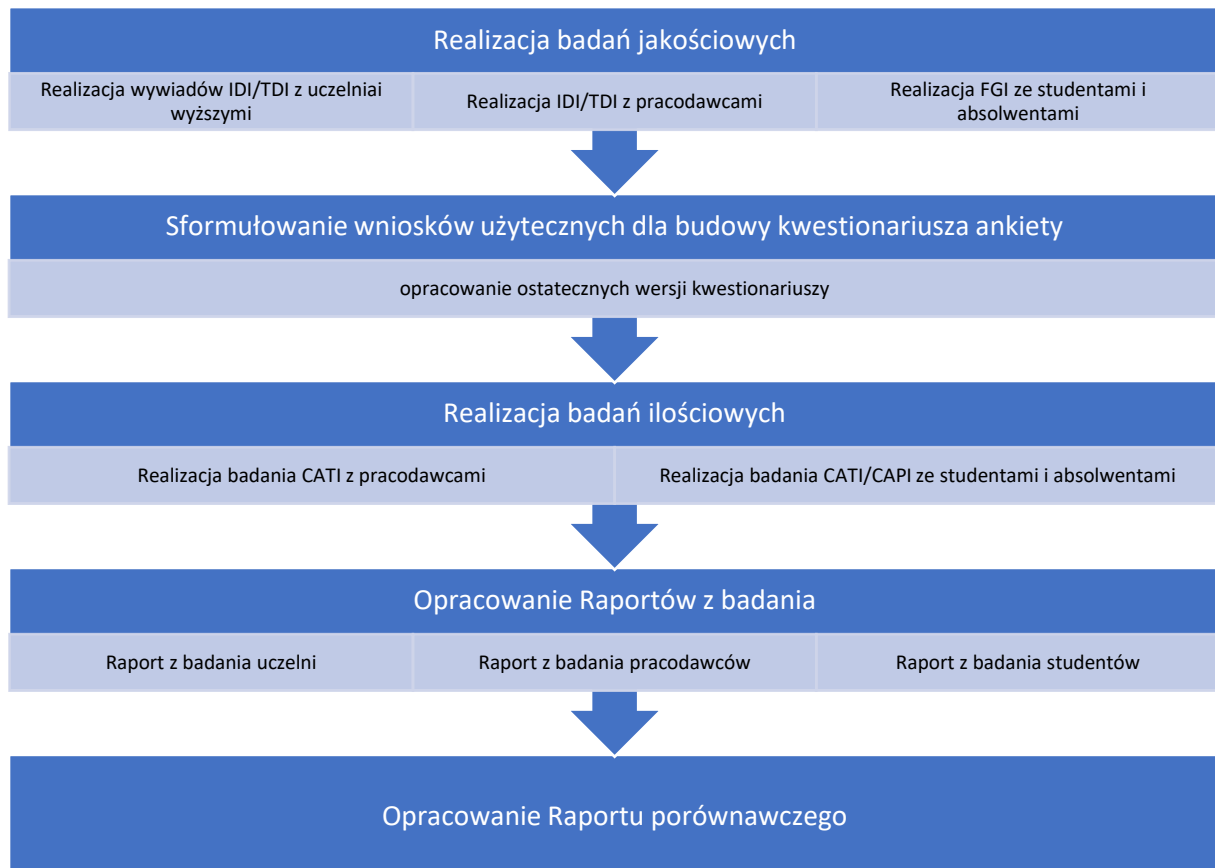 Realizacja badań jakościowych
Realizacja wywiadów IDI/TDI z uczelniai
wyższymi
Realizacja IDI/TDI z pracodawcami
Realizacja FGI ze studentami i
absolwentami
Sformułowanie wniosków użytecznych dla budowy kwestionariusza ankiety
opracowanie ostatecznych wersji kwestionariuszy
Realizacja badań ilościowych
Realizacja badania CATI z pracodawcami
Realizacja badania CATI/CAPI ze studentami i absolwentami
Opracowanie Raportów z badania
Raport z badania uczelni
Raport z badania pracodawców
Raport z badania studentów
Opracowanie Raportu porównawczego